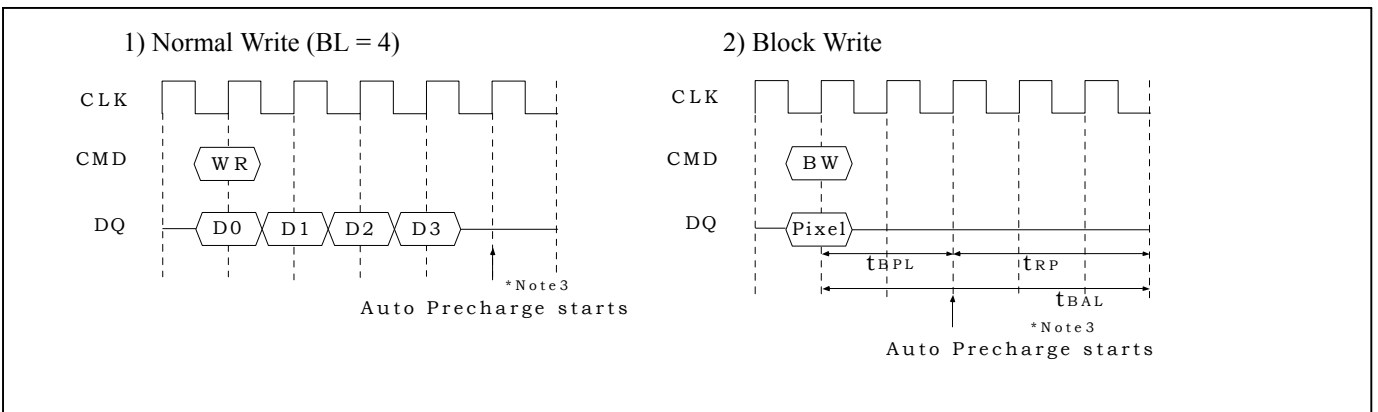 1) Normal Write (BL = 4)
CLK
CMD
WR
DQ
D0 D1 D2 D3
*Note3
Auto Precharge starts
2) Block Write
CLK
CMD
BW
DQ
Pixel
tBPL tRP
tBAL
*Note3
Auto Precharge starts